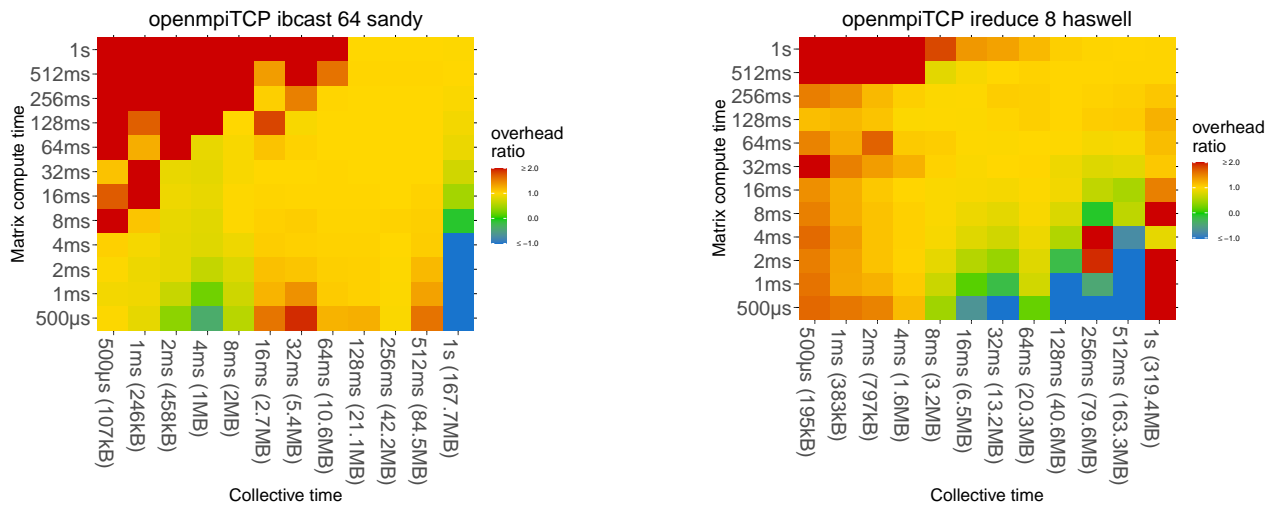 openmpiTCP ibcast 64 sandy
Matrix compute time
1s
512ms
256ms
128ms
64ms
32ms
16ms
8ms
4ms
2ms
1ms
500µs
500µs (107kB)
1ms (246kB)
2ms (458kB)
4ms (1MB)
8ms (2MB)
16ms (2.7MB)
32ms (5.4MB)
64ms (10.6MB)
128ms (21.1MB)
256ms (42.2MB)
512ms (84.5MB)
1s (167.7MB)
Collective time
overhead
ratio
≥ 2.0
1.0
0.0
≤ −1.0
openmpiTCP ireduce 8 haswell
Matrix compute time
1s
512ms
256ms
128ms
64ms
32ms
16ms
8ms
4ms
2ms
1ms
500µs
500µs (195kB)
1ms (383kB)
2ms (797kB)
4ms (1.6MB)
8ms (3.2MB)
16ms (6.5MB)
32ms (13.2MB)
64ms (20.3MB)
128ms (40.6MB)
256ms (79.6MB)
512ms (163.3MB)
1s (319.4MB)
Collective time
overhead
ratio
≥ 2.0
1.0
0.0
≤ −1.0